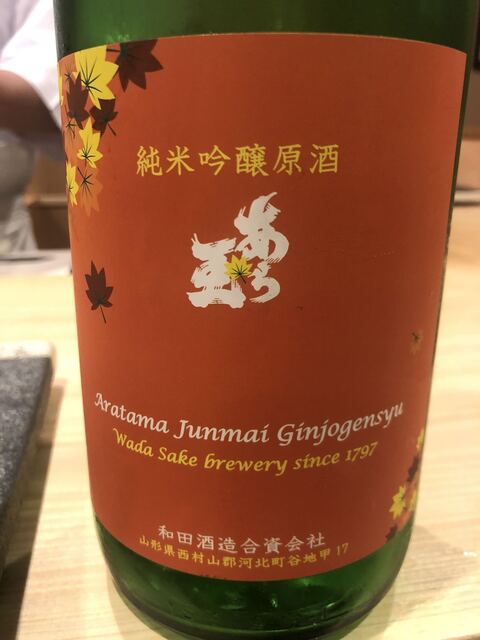 純米吟醸原酒
あら玉
Aratama Junmai Ginjogensyu
Wada Sake brewery since 1797
和田酒造合資会社
山形県西村山郡河北町谷地甲17